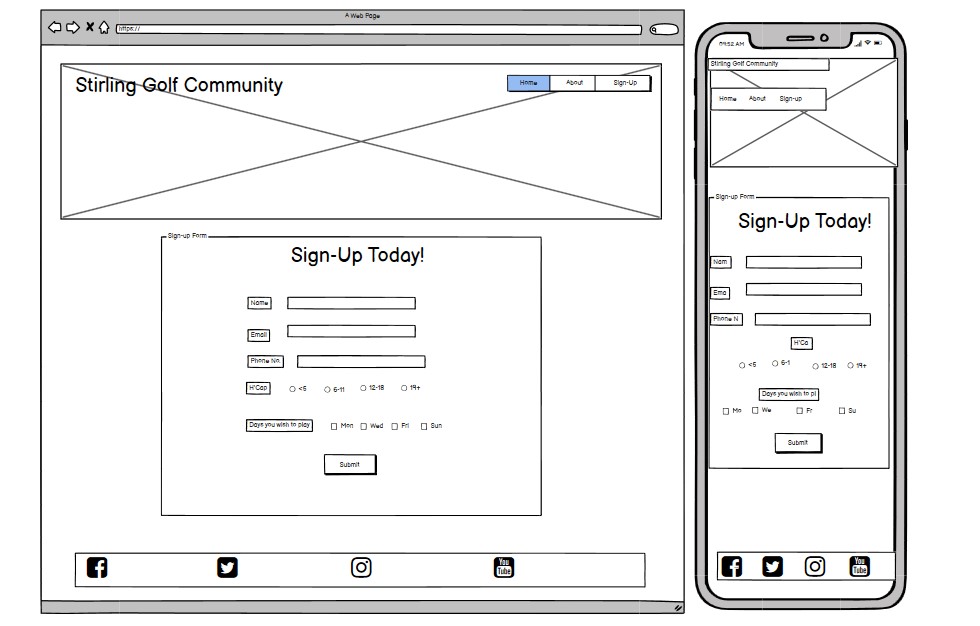 A Web Page
https://
Stirling Golf Community
Home About Sign-Up
Sign-up Form
Sign-Up Today!
Name
Email
Phone No.
H'Cap <5 6-11 12-18 19+
Days you wish to play Mon Wed Fri Sun
Submit
You
Tube
09:52 AM
Stirling Golf Community
Home About Sign-up
Sign-up Form
Sign-Up Today!
Nam
Ema
Phone N
H'Ca
<5 6-1 12-18 19+
Days you wish to pl
Mo We Fr Su
Submit
You
Tube